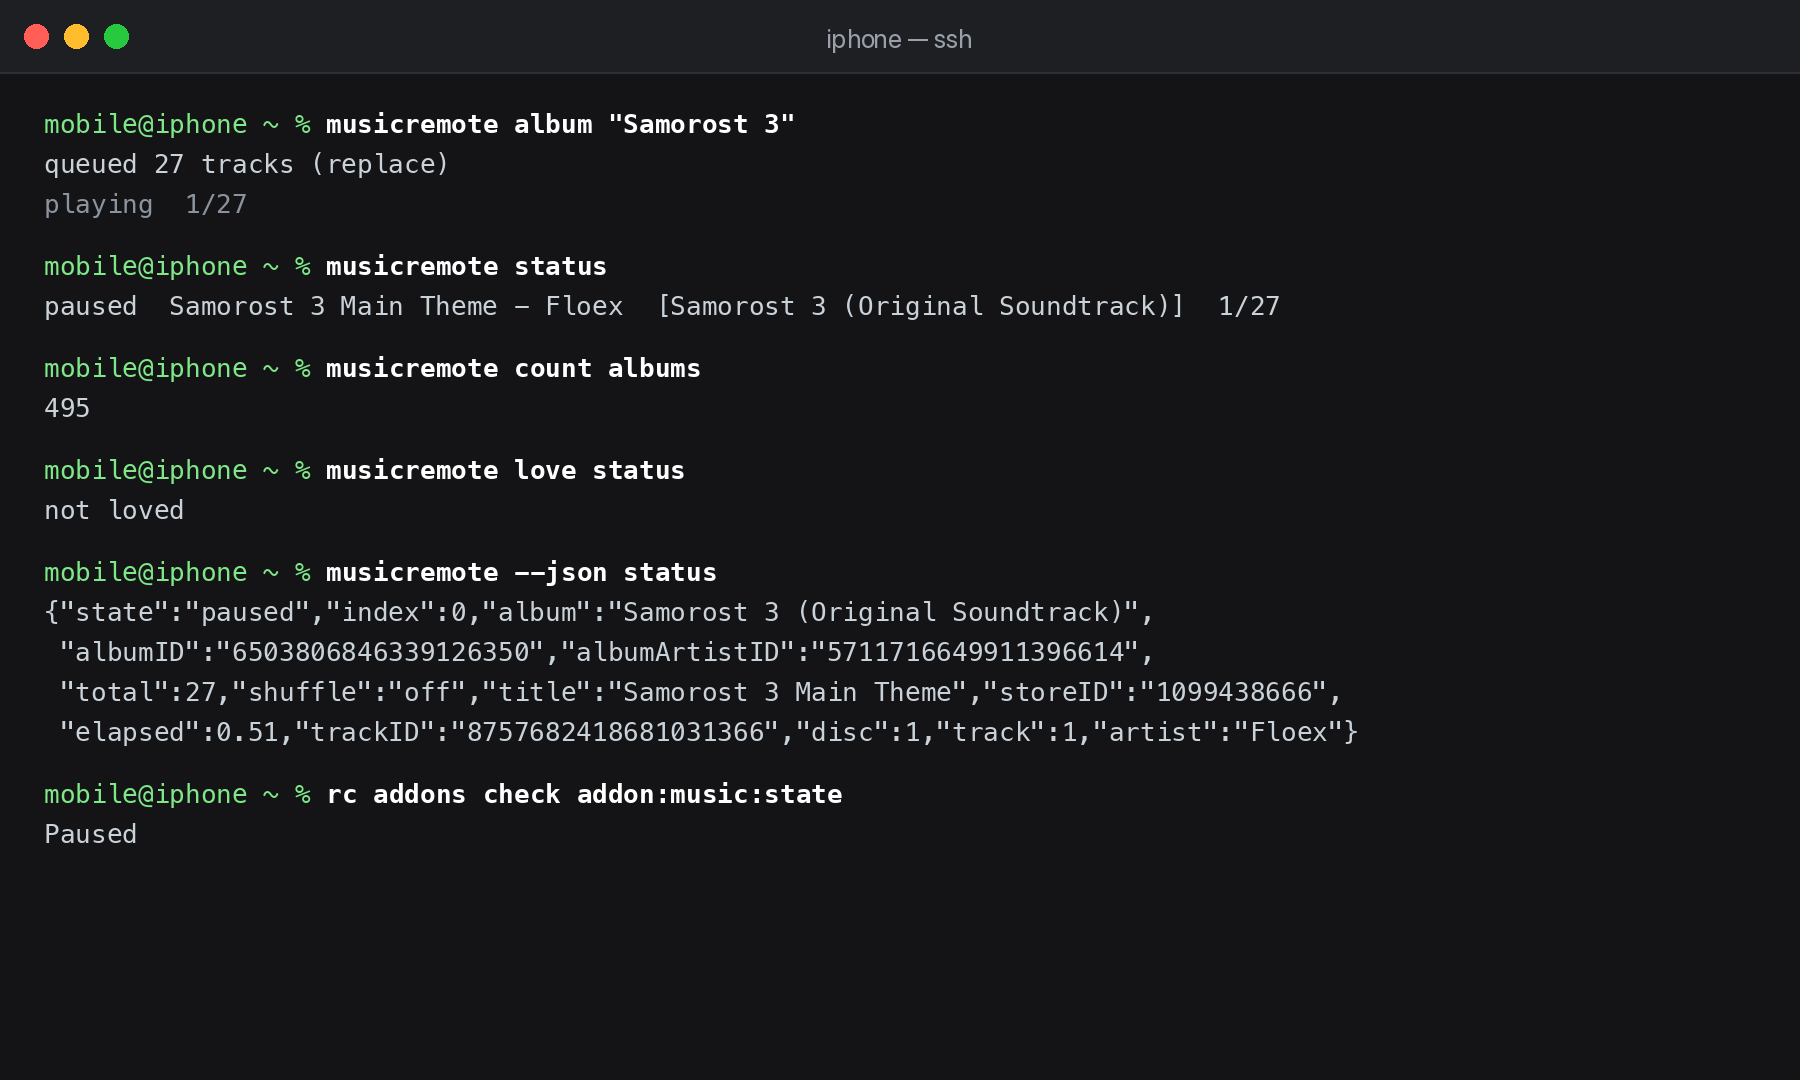 iphone — ssh
mobile@iphone ~ % musicremote album "Samorost 3"
queued 27 tracks (replace)
playing  1/27
mobile@iphone ~ % musicremote status
paused  Samorost 3 Main Theme — Floex  [Samorost 3 (Original Soundtrack)]  1/27
mobile@iphone ~ % musicremote count albums
495
mobile@iphone ~ % musicremote love status
not loved
mobile@iphone ~ % musicremote --json status
{"state":"paused","index":0,"album":"Samorost 3 (Original Soundtrack)",
 "albumID":"6503806846339126350","albumArtistID":"5711716649911396614",
 "total":27,"shuffle":"off","title":"Samorost 3 Main Theme","storeID":"1099438666",
 "elapsed":0.51,"trackID":"8757682418681031366","disc":1,"track":1,"artist":"Floex"}
mobile@iphone ~ % rc addons check addon:music:state
Paused